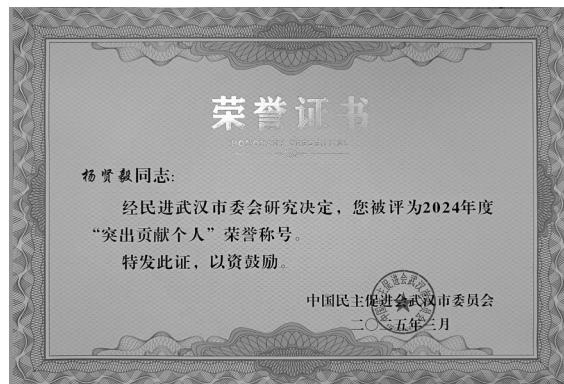 荣誉证书
HONORARY CREDENTIAL
杨贤毅同志:
经民进武汉市委会研究决定，您被评为2024年度
“突出贡献个人”荣誉称号。
特发此证，以资鼓励。
中国民主促进会武汉市委员会
二〇二五年三月